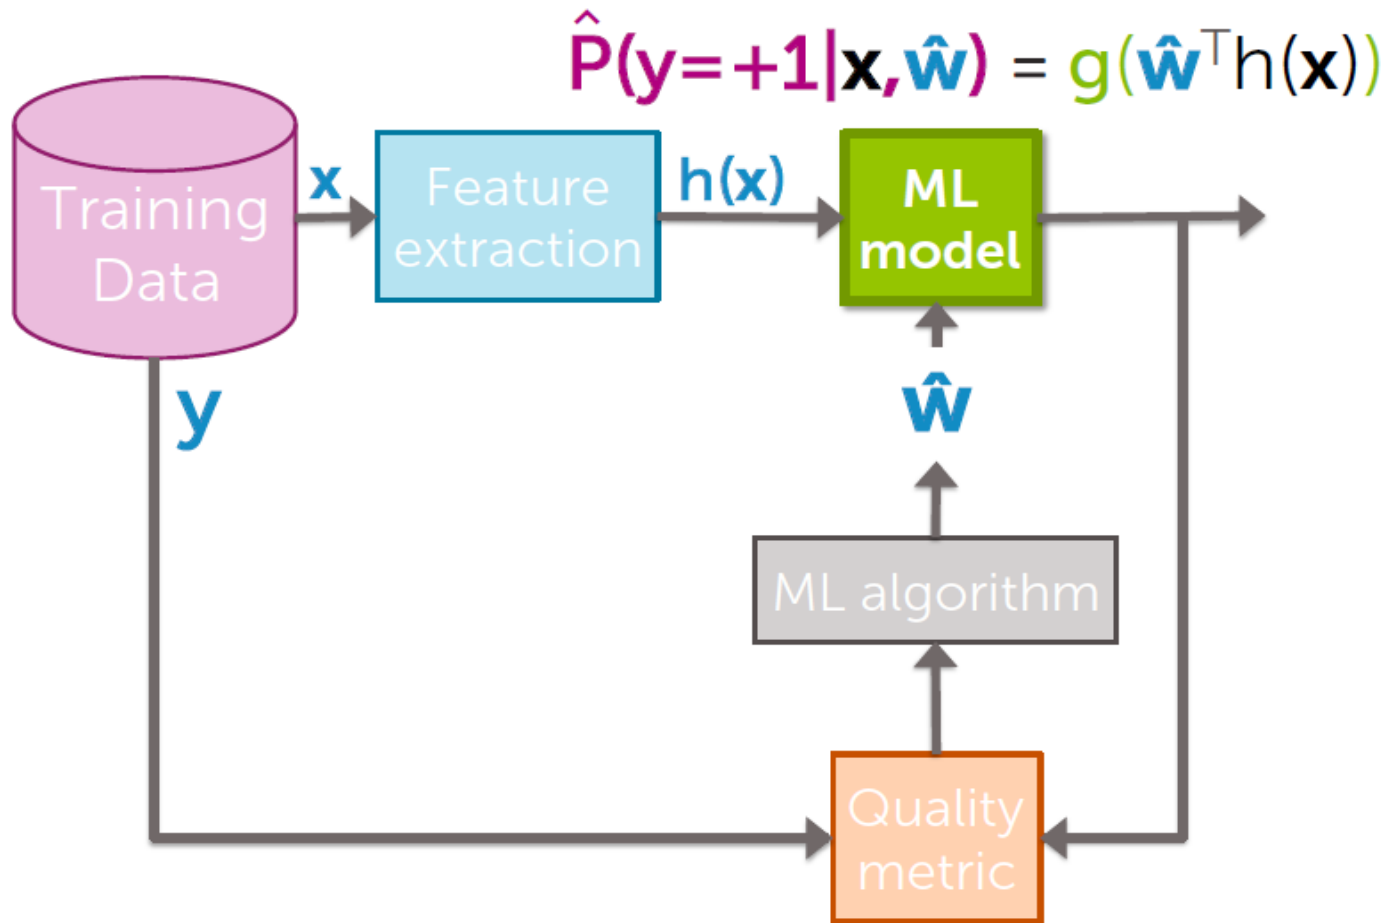 P̂(y=+1|x,ŵ) = g(ŵᵀh(x))
Training
Data
x
Feature
extraction
h(x)
ML
model
y
ŵ
ML algorithm
Quality
metric